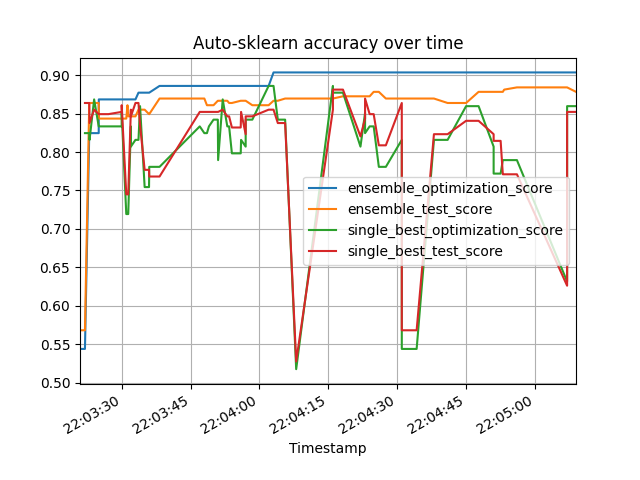 Auto-sklearn accuracy over time
0.90
0.85
0.80
0.75
0.70
0.65
0.60
0.55
0.50
ensemble_optimization_score
ensemble_test_score
single_best_optimization_score
single_best_test_score
22:03:30
22:03:45
22:04:00
22:04:15
22:04:30
22:04:45
22:05:00
Timestamp